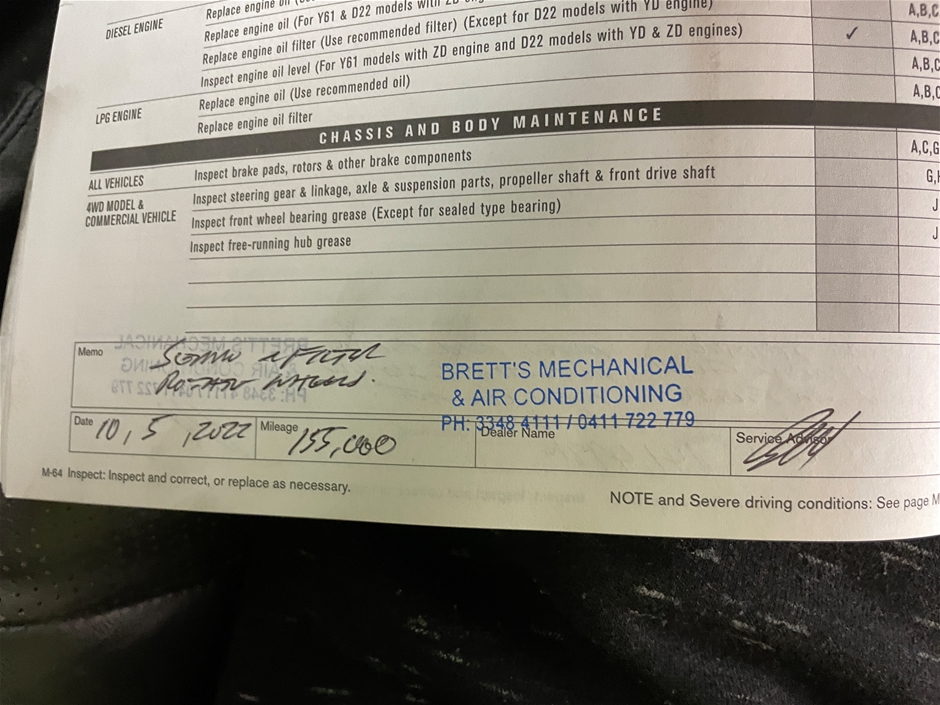 DIESEL ENGINE
Replace engine oil
Replace engine oil (For Y61 & D22 models with ZD
Replace engine oil filter (Use recommended filter) (Except for D22 models with YD engine)
A,B,C
Inspect engine oil level (For Y61 models with ZD engine and D22 models with YD & ZD engines)
✓
A,B,C
LPG ENGINE
Replace engine oil (Use recommended oil)
A,B,C
Replace engine oil filter
A,B,C
CHASSIS AND BODY MAINTENANCE
ALL VEHICLES
Inspect brake pads, rotors & other brake components
A,C,G
4WD MODEL &
COMMERCIAL VEHICLE
Inspect steering gear & linkage, axle & suspension parts, propeller shaft & front drive shaft
G,H
Inspect front wheel bearing grease (Except for sealed type bearing)
J
Inspect free-running hub grease
J
Memo
FILTER
WHEELS.
BRETT'S MECHANICAL
& AIR CONDITIONING
PH: 3348 4111 / 0411 722 779
Date 10, 5, 2022
Mileage 155,000
Dealer Name
Service Advisor
M-64 Inspect: Inspect and correct, or replace as necessary.
NOTE and Severe driving conditions: See page M